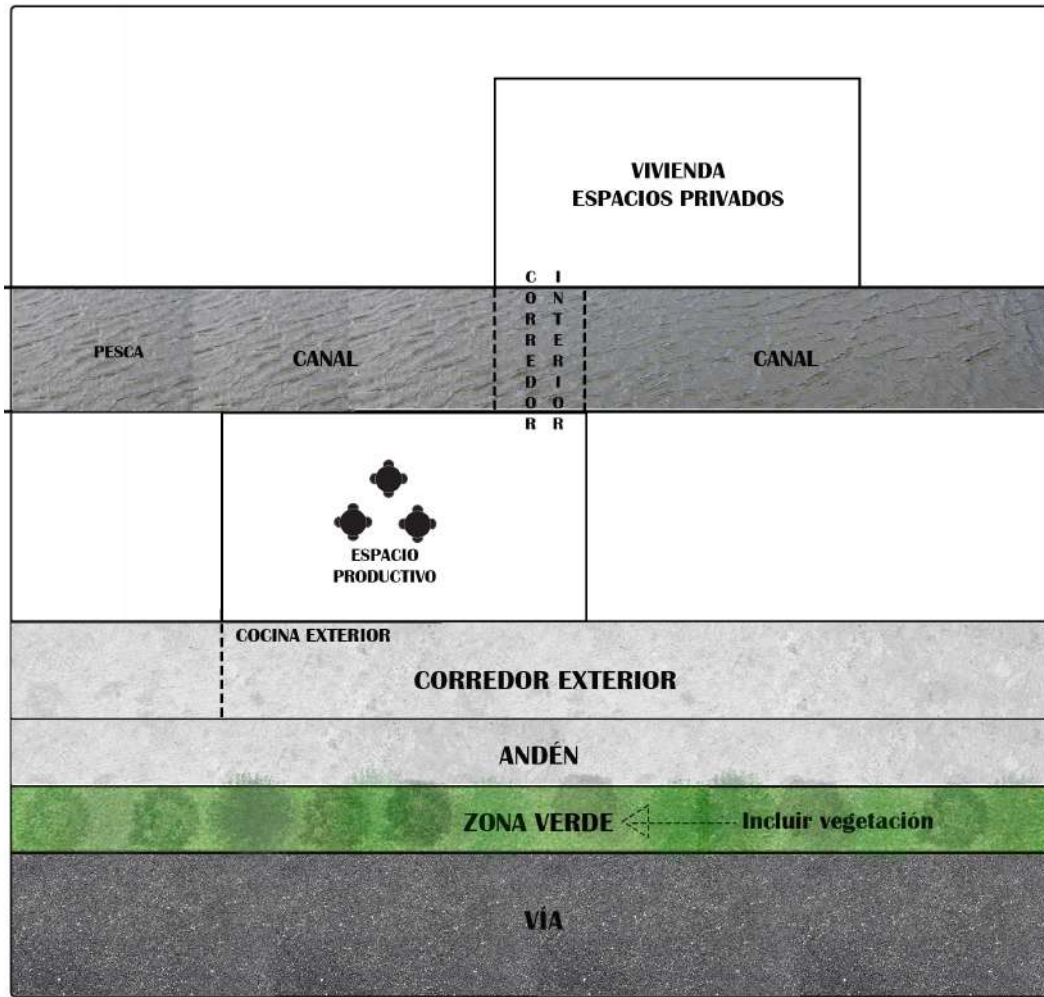 VIVIENDA
ESPACIOS PRIVADOS
CORREDOR
INTERIOR
PESCA
CANAL
CANAL
ESPACIO
PRODUCTIVO
COCINA EXTERIOR
CORREDOR EXTERIOR
ANDÉN
ZONA VERDE
Incluir vegetación
VÍA